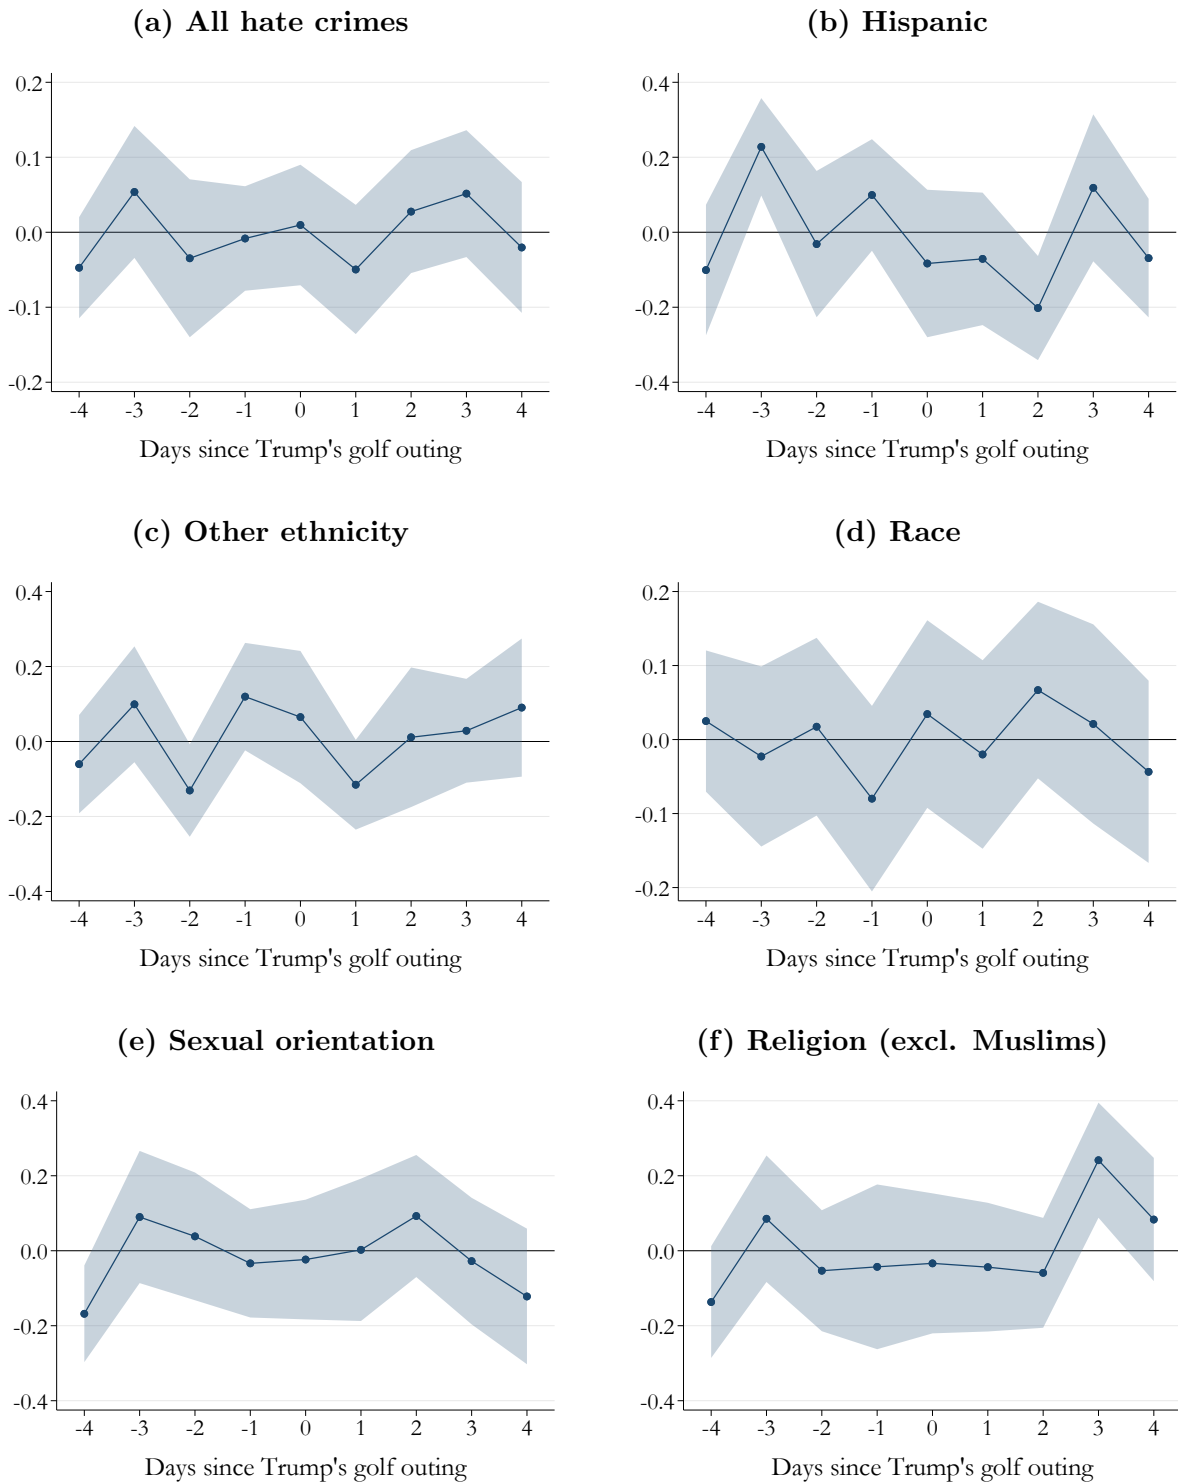 (a) All hate crimes
0.2
0.1
0.0
-0.1
-0.2
-4 -3 -2 -1 0 1 2 3 4
Days since Trump's golf outing
(b) Hispanic
0.4
0.2
0.0
-0.2
-0.4
-4 -3 -2 -1 0 1 2 3 4
Days since Trump's golf outing
(c) Other ethnicity
0.4
0.2
0.0
-0.2
-0.4
-4 -3 -2 -1 0 1 2 3 4
Days since Trump's golf outing
(d) Race
0.2
0.1
0.0
-0.1
-0.2
-4 -3 -2 -1 0 1 2 3 4
Days since Trump's golf outing
(e) Sexual orientation
0.4
0.2
0.0
-0.2
-0.4
-4 -3 -2 -1 0 1 2 3 4
Days since Trump's golf outing
(f) Religion (excl. Muslims)
0.4
0.2
0.0
-0.2
-0.4
-4 -3 -2 -1 0 1 2 3 4
Days since Trump's golf outing